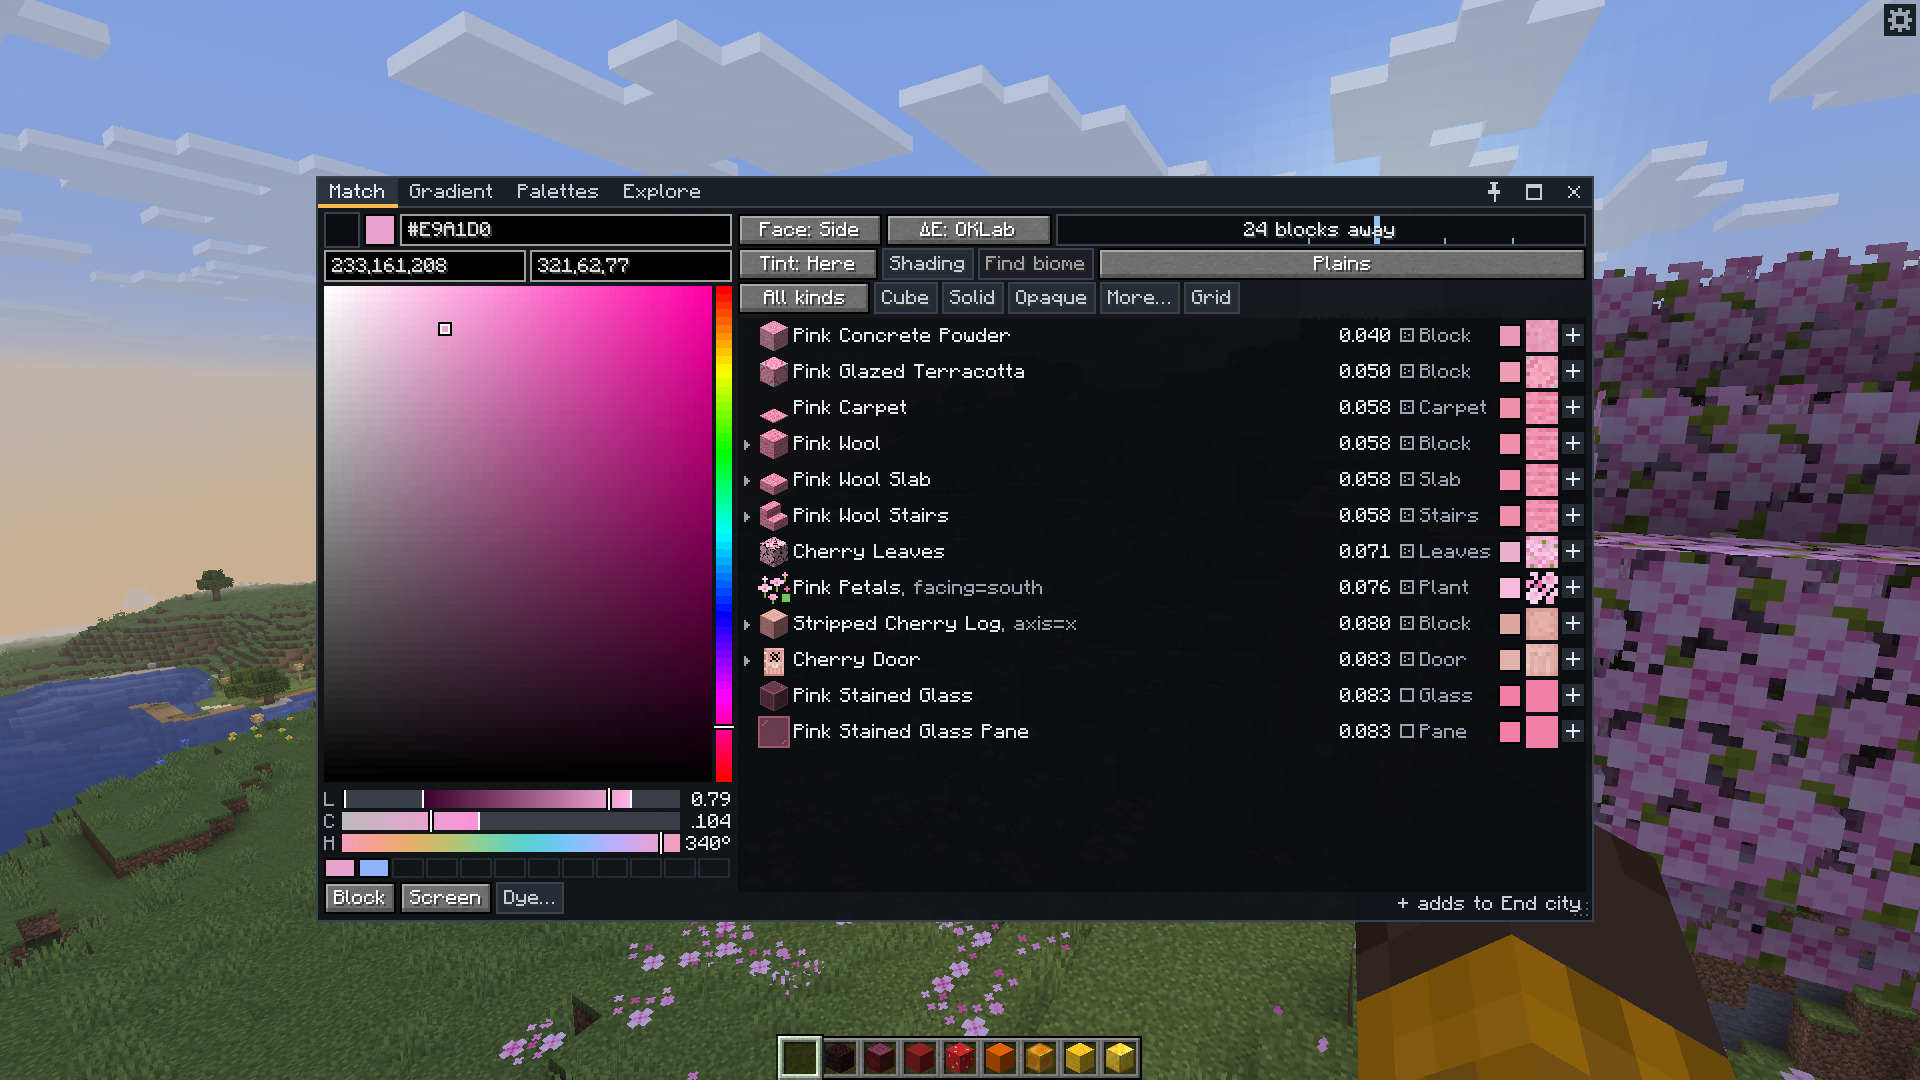 Match Gradient Palettes Explore
#E9A1D0 Face: Side ΔE: OKLab 24 blocks away
233,161,208 321,62,77 Tint: Here Shading Find biome Plains
All kinds Cube Solid Opaque More... Grid
Pink Concrete Powder 0.040 Block +
Pink Glazed Terracotta 0.050 Block +
Pink Carpet 0.058 Carpet +
Pink Wool 0.058 Block +
Pink Wool Slab 0.058 Slab +
Pink Wool Stairs 0.058 Stairs +
Cherry Leaves 0.071 Leaves +
Pink Petals, facing=south 0.076 Plant +
Stripped Cherry Log, axis=x 0.080 Block +
Cherry Door 0.083 Door +
Pink Stained Glass 0.083 Glass +
Pink Stained Glass Pane 0.083 Pane +
L 0.79
C .104
H 340°
Block Screen Dye...
+ adds to End city